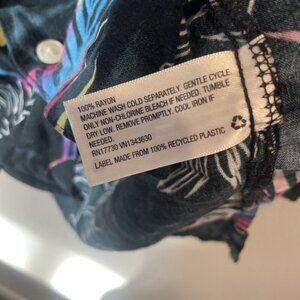 100% RAYON
MACHINE WASH COLD SEPARATELY. GENTLE CYCLE
ONLY NON-CHLORINE BLEACH IF NEEDED. TUMBLE
DRY LOW. REMOVE PROMPTLY. COOL IRON IF
NEEDED.
RN17730 VN1343630
LABEL MADE FROM 100% RECYCLED PLASTIC